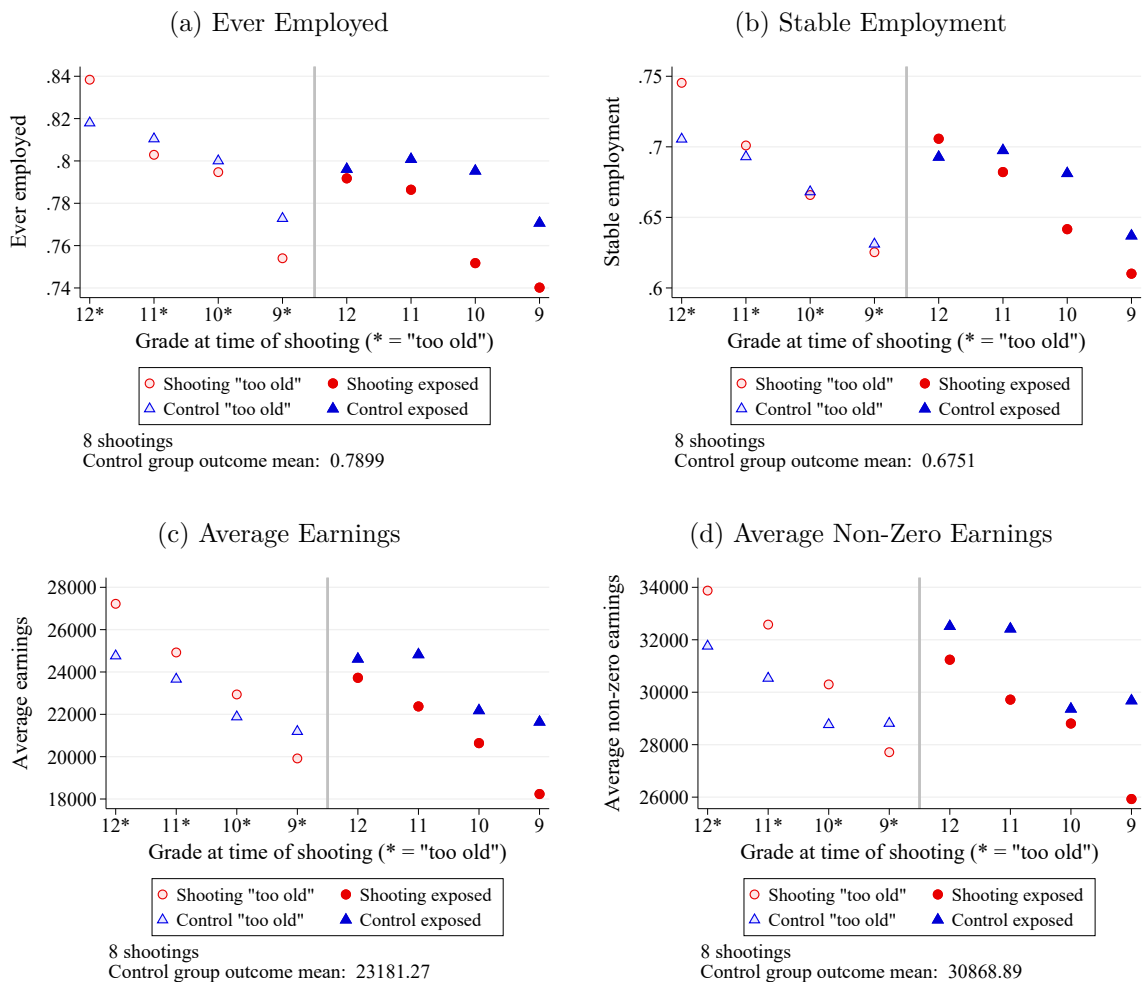 (a) Ever Employed
Ever employed
.84
.82
.8
.78
.76
.74
12* 11* 10* 9* 12 11 10 9
Grade at time of shooting (* = "too old")
Shooting "too old" Shooting exposed
Control "too old" Control exposed
8 shootings
Control group outcome mean: 0.7899
(b) Stable Employment
Stable employment
.75
.7
.65
.6
12* 11* 10* 9* 12 11 10 9
Grade at time of shooting (* = "too old")
Shooting "too old" Shooting exposed
Control "too old" Control exposed
8 shootings
Control group outcome mean: 0.6751
(c) Average Earnings
Average earnings
28000
26000
24000
22000
20000
18000
12* 11* 10* 9* 12 11 10 9
Grade at time of shooting (* = "too old")
Shooting "too old" Shooting exposed
Control "too old" Control exposed
8 shootings
Control group outcome mean: 23181.27
(d) Average Non-Zero Earnings
Average non-zero earnings
34000
32000
30000
28000
26000
12* 11* 10* 9* 12 11 10 9
Grade at time of shooting (* = "too old")
Shooting "too old" Shooting exposed
Control "too old" Control exposed
8 shootings
Control group outcome mean: 30868.89